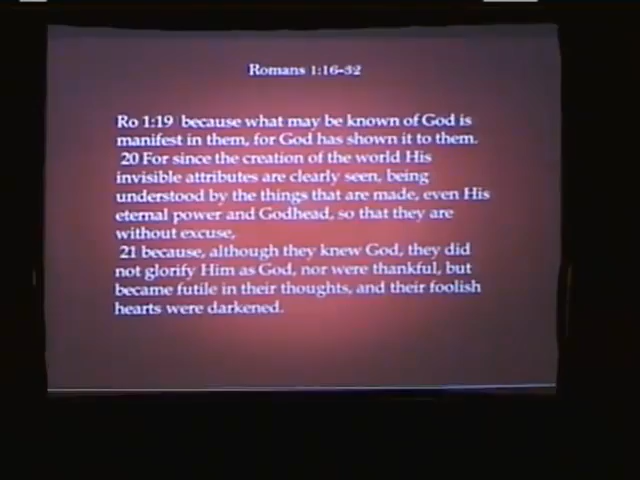 Romans 1:16-32
Ro 1:19 because what may be known of God is
manifest in them, for God has shown it to them.
20 For since the creation of the world His
invisible attributes are clearly seen, being
understood by the things that are made, even His
eternal power and Godhead, so that they are
without excuse,
21 because, although they knew God, they did
not glorify Him as God, nor were thankful, but
became futile in their thoughts, and their foolish
hearts were darkened.